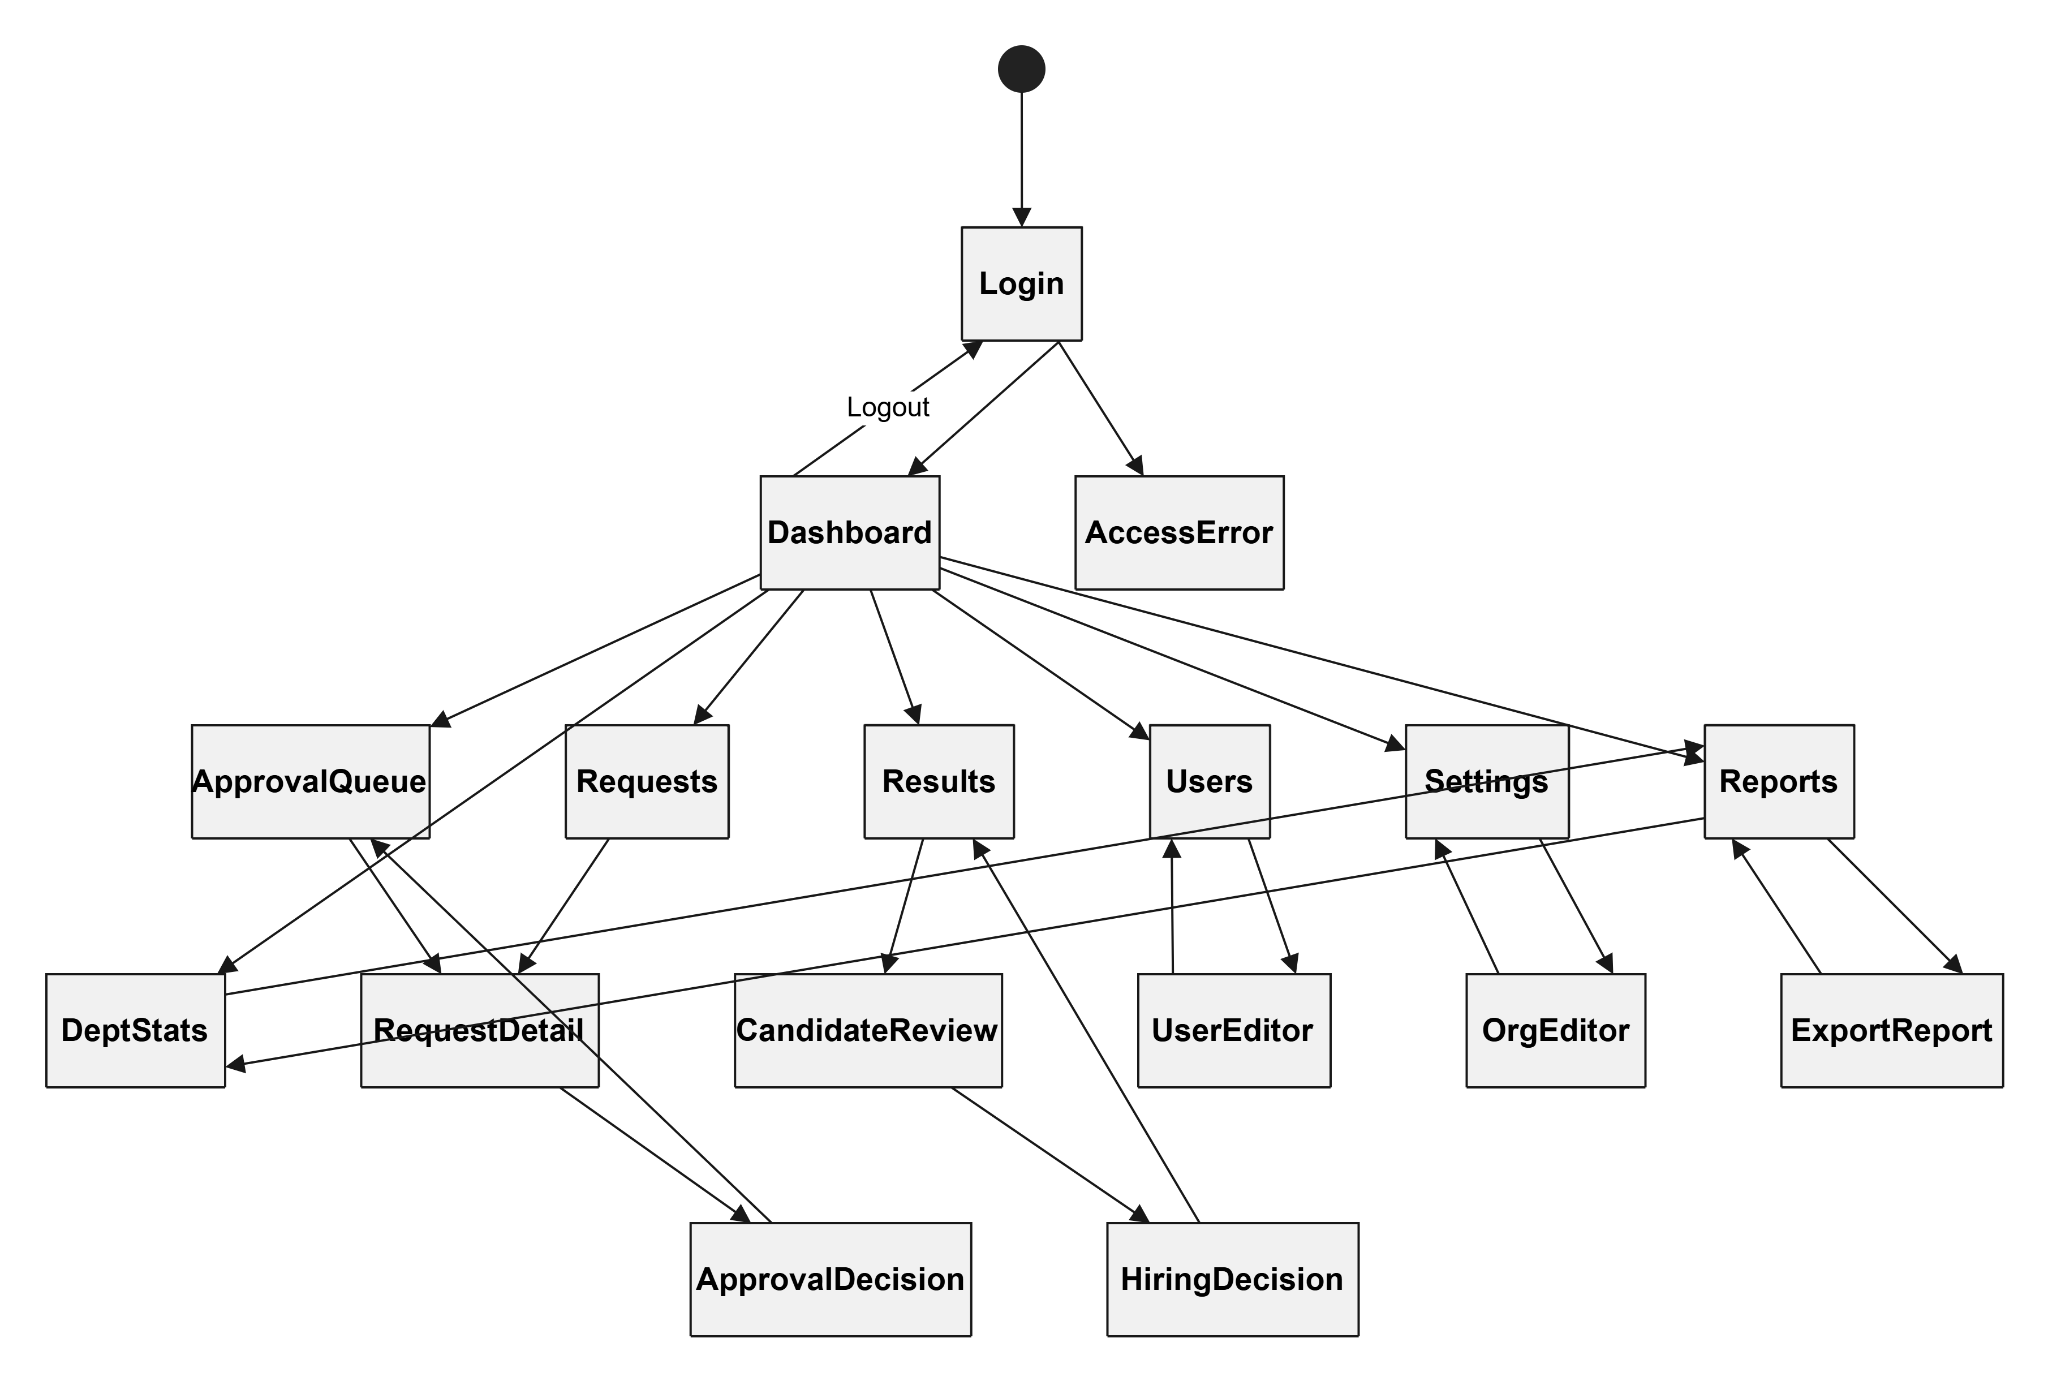 Login
Logout
Dashboard
AccessError
ApprovalQueue
Requests
Results
Users
Settings
Reports
DeptStats
RequestDetail
CandidateReview
UserEditor
OrgEditor
ExportReport
ApprovalDecision
HiringDecision